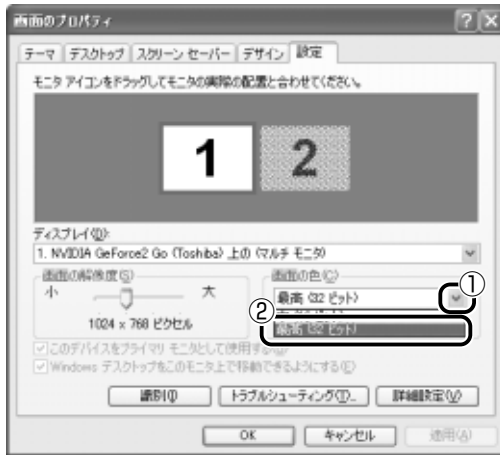 画面のプロパティ
テーマ デスクトップ スクリーン セーバー デザイン 設定
モニタ アイコンをドラッグしてモニタの実際の配置と合わせてください。
1 2
ディスプレイ(D):
1. NVIDIA GeForce2 Go (Toshiba) 上の (マルチ モニタ)
画面の解像度(S) 画面の色(C)
小 大 最高 (32 ビット) ①
② 最高 (32 ビット)
1024 x 768 ピクセル
このデバイスをプライマリ モニタとして使用する(U)
Windows デスクトップをこのモニタ上で移動できるようにする(E)
識別(I) トラブルシューティング(T)... 詳細設定(V)
OK キャンセル 適用(A)